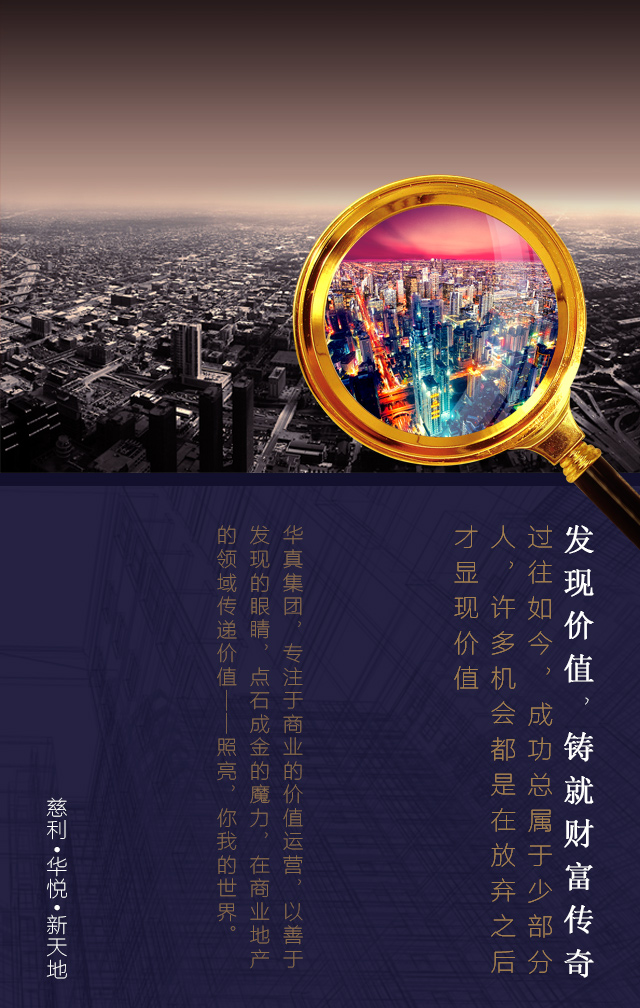 发现价值，铸就财富传奇
过往如今，成功总属于少部分
人，许多机会都是在放弃之后
才显现价值
华真集团，专注于商业的价值运营，以善于
发现的眼睛，点石成金的魔力，在商业地产
的领域传递价值——照亮，你我的世界。
慈利•华悦•新天地